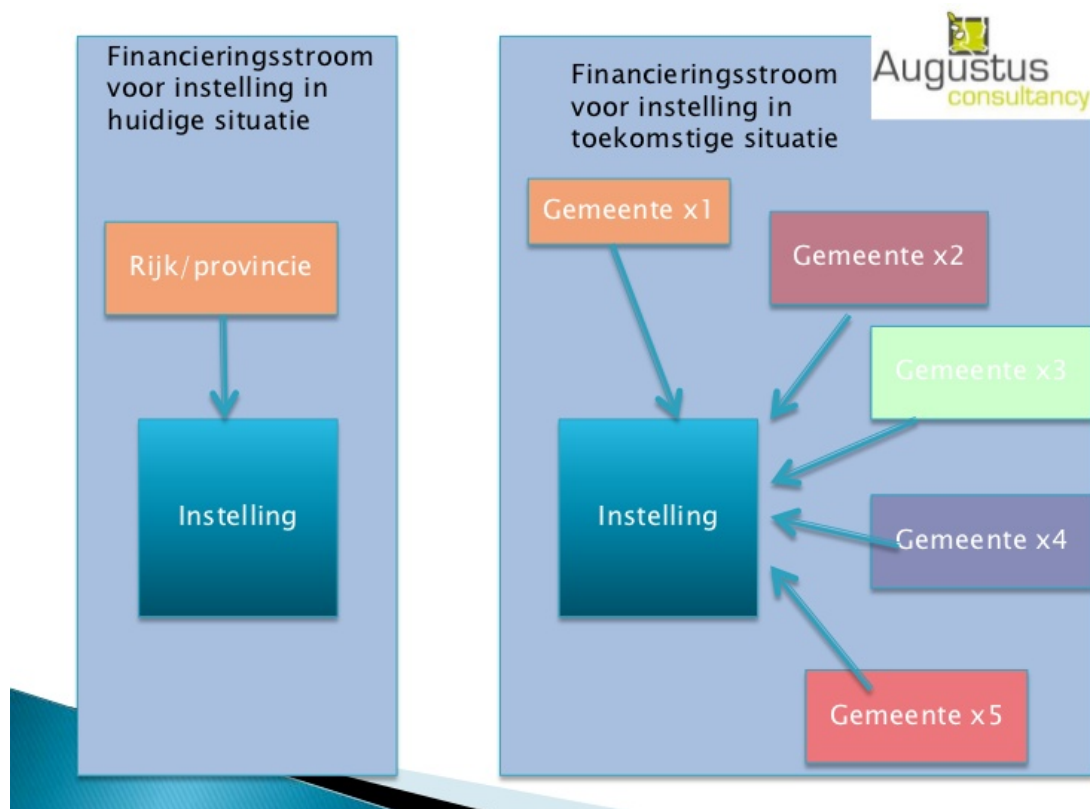 Financieringsstroom
voor instelling in
huidige situatie
Rijk/provincie
Instelling
Augustus
consultancy
Financieringsstroom
voor instelling in
toekomstige situatie
Gemeente x1
Gemeente x2
Gemeente x3
Instelling
Gemeente x4
Gemeente x5